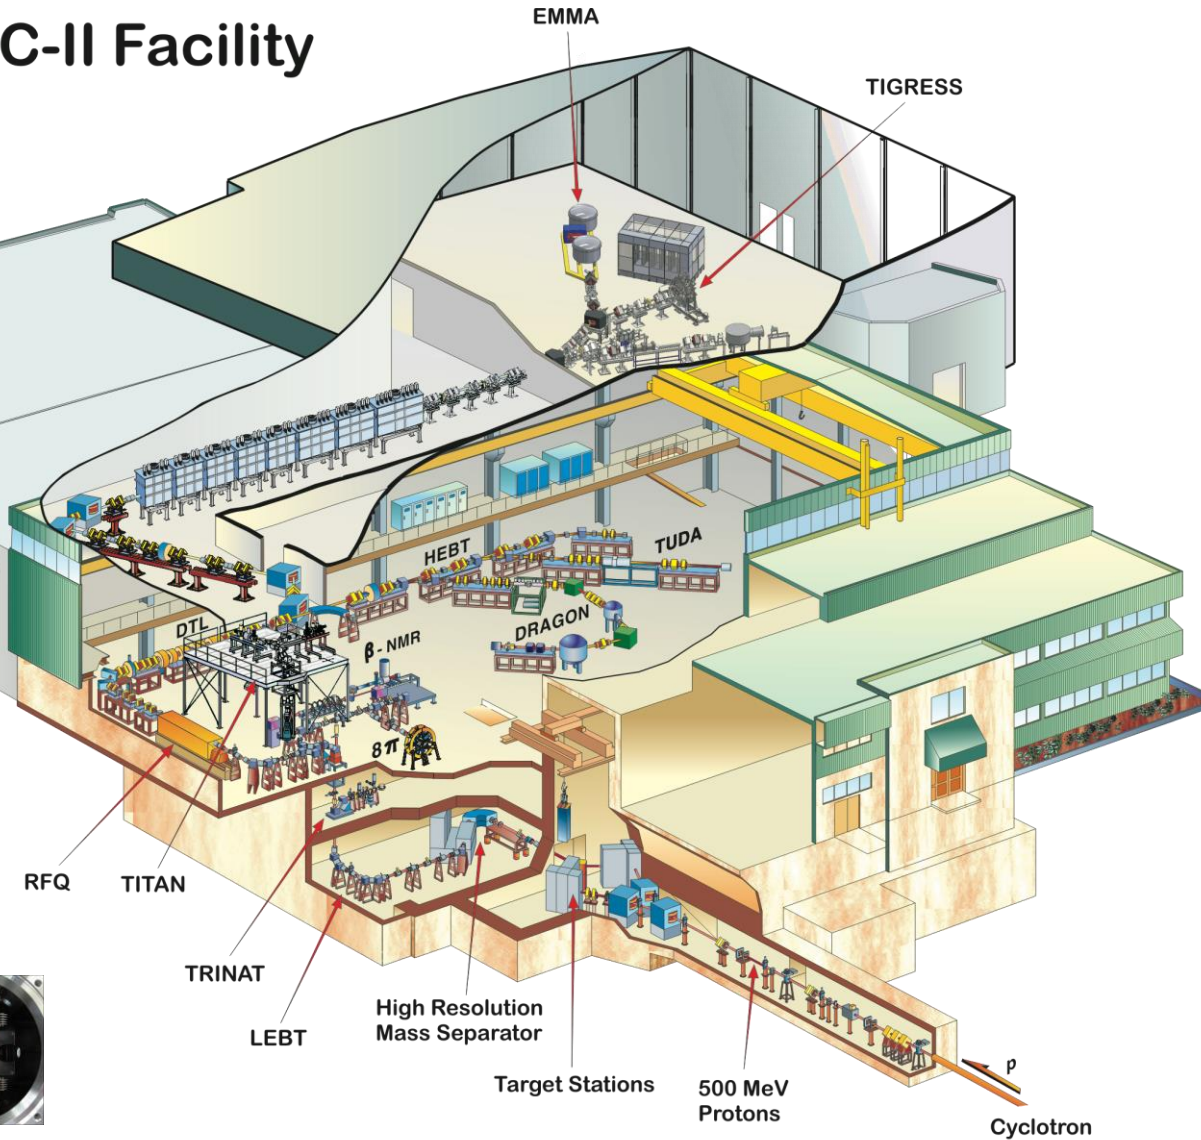 C-II Facility
EMMA
TIGRESS
HEBT
TUDA
DTL
DRAGON
β-NMR
8π
RFQ
TITAN
TRINAT
LEBT
High Resolution
Mass Separator
Target Stations
500 MeV
Protons
p
Cyclotron